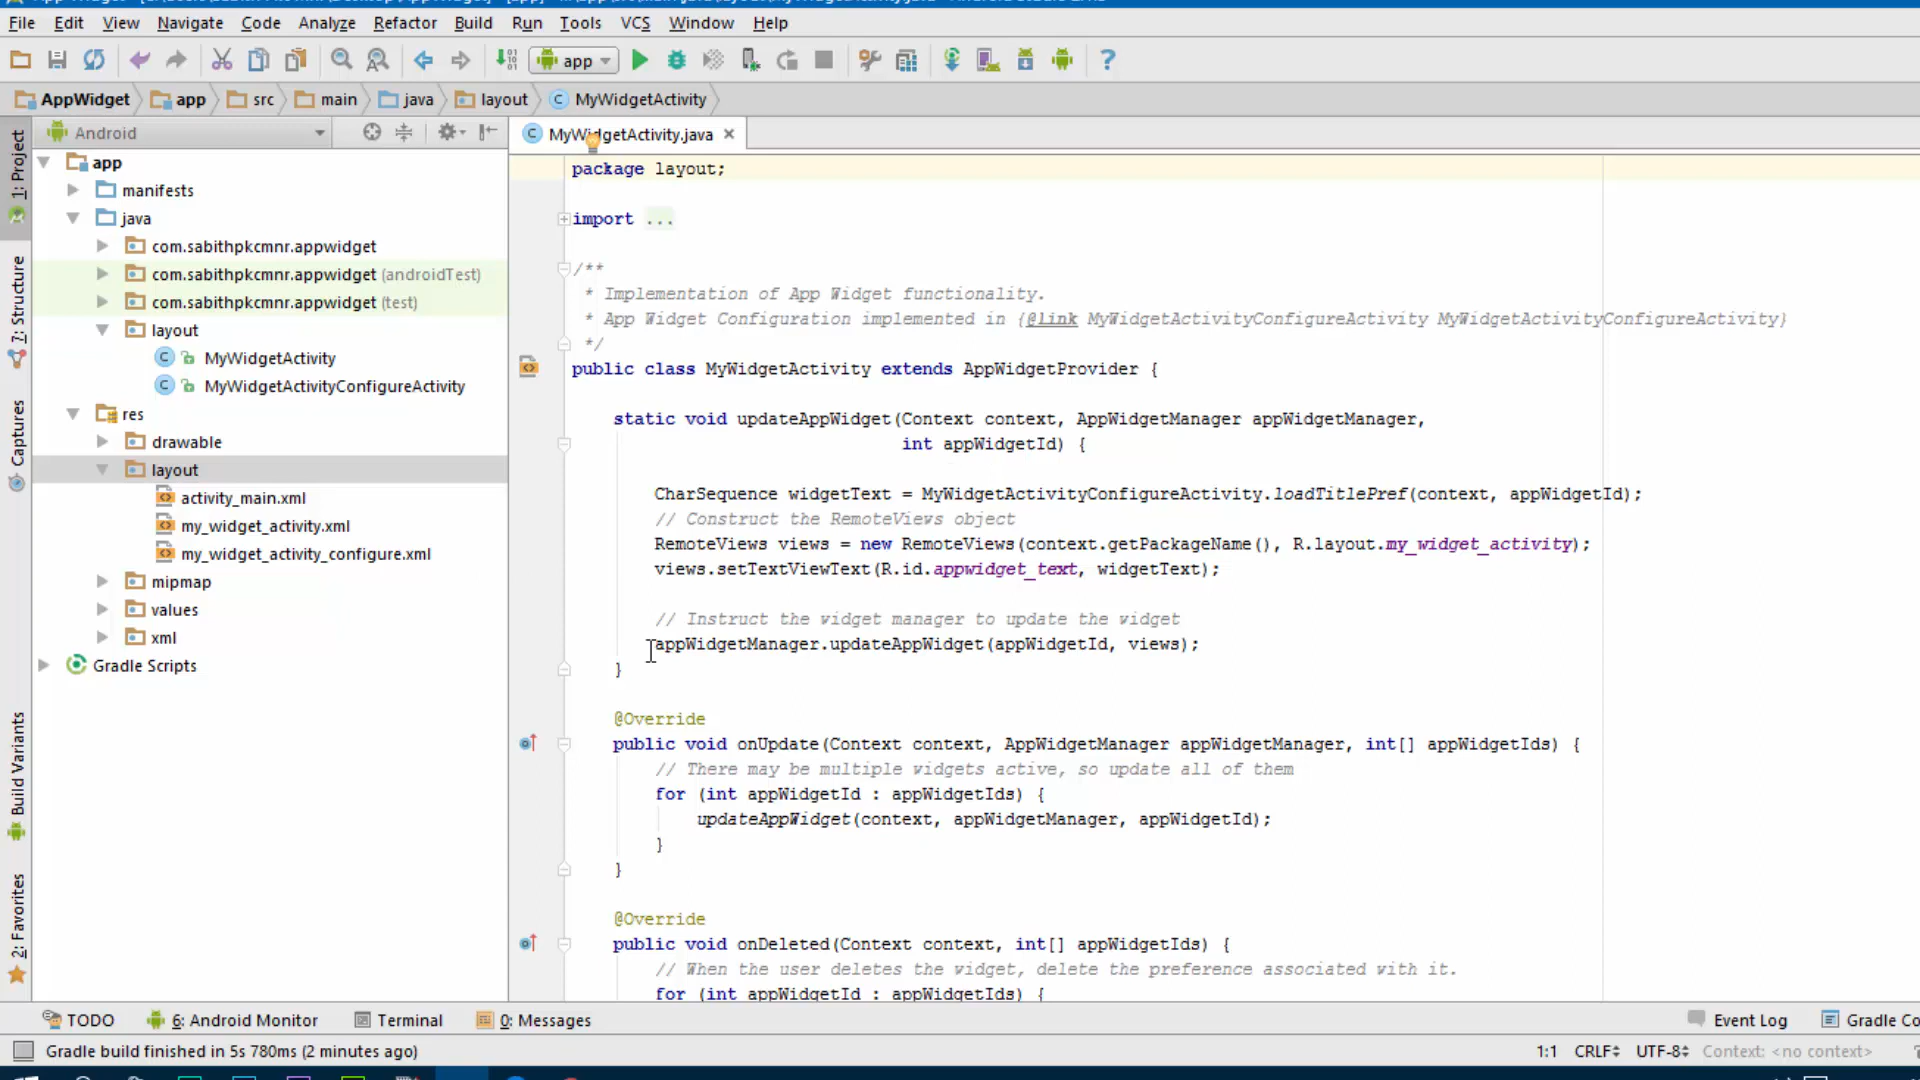 File Edit View Navigate Code Analyze Refactor Build Run Tools VCS Window Help
app
AppWidget app src main java layout MyWidgetActivity
1: Project
7: Structure
Captures
Build Variants
2: Favorites
Android
app
manifests
java
com.sabithpkcmnr.appwidget
com.sabithpkcmnr.appwidget (androidTest)
com.sabithpkcmnr.appwidget (test)
layout
MyWidgetActivity
MyWidgetActivityConfigureActivity
res
drawable
layout
activity_main.xml
my_widget_activity.xml
my_widget_activity_configure.xml
mipmap
values
xml
Gradle Scripts
MyWidgetActivity.java
package layout;
import ...
/**
* Implementation of App Widget functionality.
* App Widget Configuration implemented in {@link MyWidgetActivityConfigureActivity MyWidgetActivityConfigureActivity}
*/
public class MyWidgetActivity extends AppWidgetProvider {
static void updateAppWidget(Context context, AppWidgetManager appWidgetManager,
int appWidgetId) {
CharSequence widgetText = MyWidgetActivityConfigureActivity.loadTitlePref(context, appWidgetId);
// Construct the RemoteViews object
RemoteViews views = new RemoteViews(context.getPackageName(), R.layout.my_widget_activity);
views.setTextViewText(R.id.appwidget_text, widgetText);
// Instruct the widget manager to update the widget
appWidgetManager.updateAppWidget(appWidgetId, views);
}
@Override
public void onUpdate(Context context, AppWidgetManager appWidgetManager, int[] appWidgetIds) {
// There may be multiple widgets active, so update all of them
for (int appWidgetId : appWidgetIds) {
updateAppWidget(context, appWidgetManager, appWidgetId);
}
}
@Override
public void onDeleted(Context context, int[] appWidgetIds) {
// When the user deletes the widget, delete the preference associated with it.
for (int appWidgetId : appWidgetIds) {
TODO 6: Android Monitor Terminal 0: Messages Event Log Gradle Co
Gradle build finished in 5s 780ms (2 minutes ago) 1:1 CRLF UTF-8 Context: <no context>